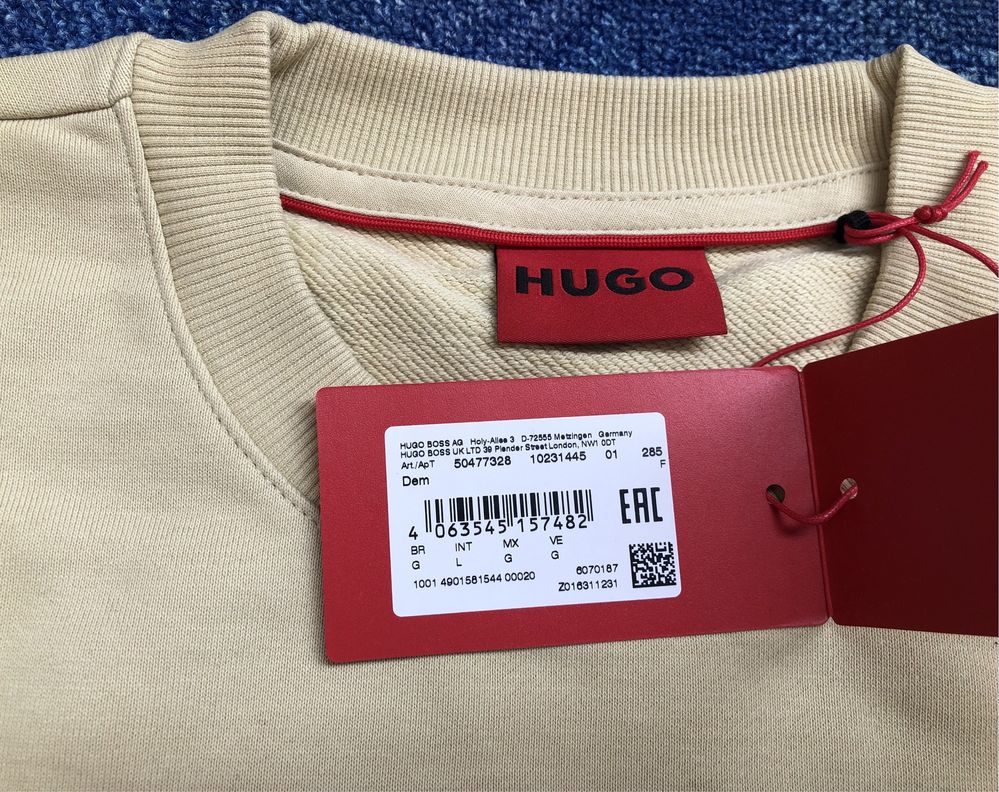 HUGO
HUGO BOSS AG Holy-Allee 3 D-72555 Metzingen Germany
HUGO BOSS UK LTD 39 Plender Street London, NW1 0DT
Art./ApT 50477328 10231445 01 285
F
Dem
EAC
4 063545 157482
BR INT MX VE
G L G G
6070187
1001 4901581544 00020 Z016311231